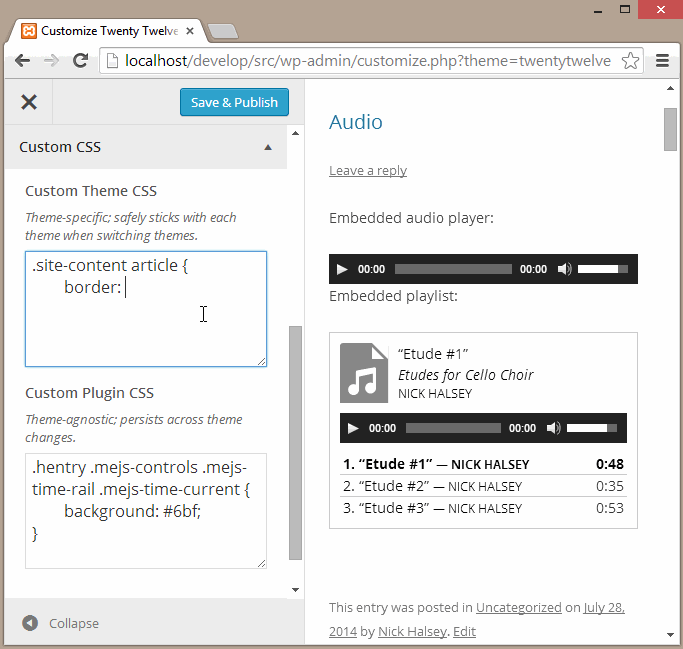 Customize Twenty Twelve
localhost/develop/src/wp-admin/customize.php?theme=twentytwelve
Save & Publish
Custom CSS
Custom Theme CSS
Theme-specific; safely sticks with each
theme when switching themes.
.site-content article {
border:
Custom Plugin CSS
Theme-agnostic; persists across theme
changes.
.hentry .mejs-controls .mejs-
time-rail .mejs-time-current {
background: #6bf;
}
Collapse
Audio
Leave a reply
Embedded audio player:
00:00 00:00
Embedded playlist:
“Etude #1”
Etudes for Cello Choir
NICK HALSEY
00:00 00:00
1. “Etude #1” — NICK HALSEY 0:48
2. “Etude #2” — NICK HALSEY 0:35
3. “Etude #3” — NICK HALSEY 0:53
This entry was posted in Uncategorized on July 28,
2014 by Nick Halsey. Edit